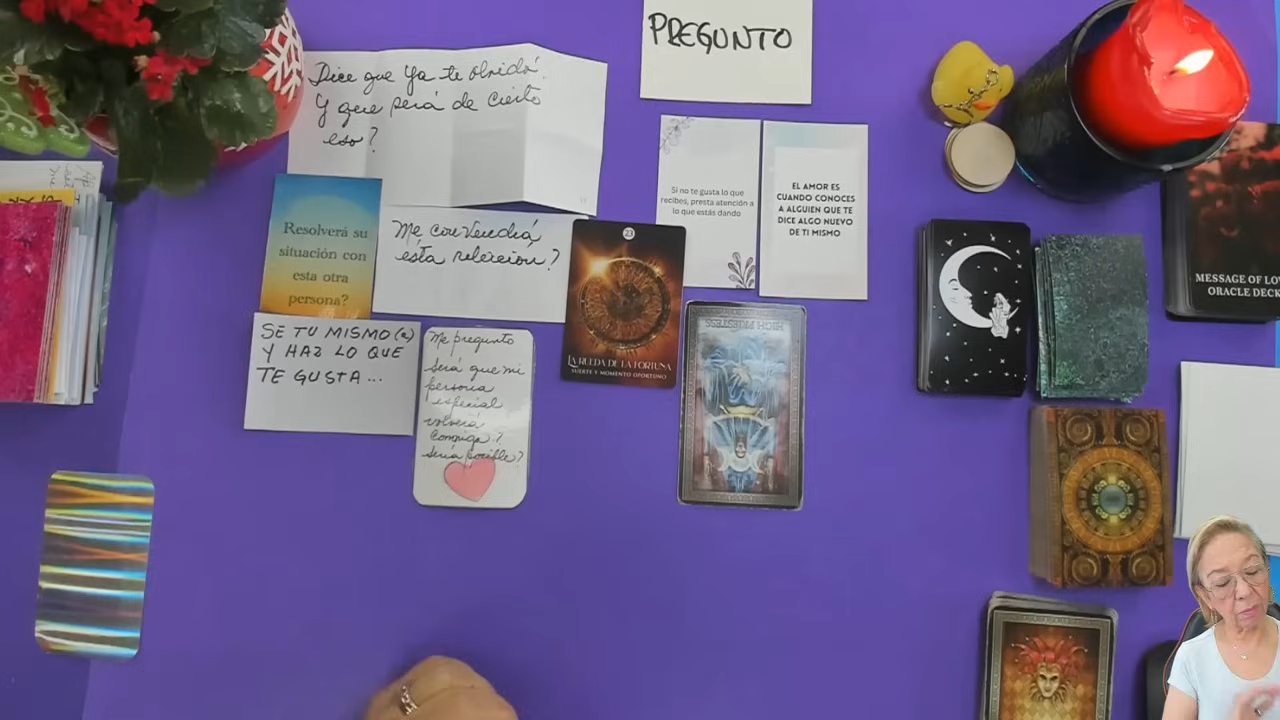 PREGUNTO
Dice que ya te olvidó.
Y que será de cierto
eso?
Si no te gusta lo que
recibes, presta atención a
lo que estás dando
EL AMOR ES
CUANDO CONOCES
A ALGUIEN QUE TE
DICE ALGO NUEVO
DE TI MISMO
Resolverá su
situación con
esta otra
persona?
Me convendrá,
ésta relación?
23
LA RUEDA DE LA FORTUNA
SUERTE Y MOMENTO OPORTUNO
HIGH PRIESTESS
SE TU MISMO(a)
Y HAZ LO QUE
TE GUSTA...
Me pregunto
será que mi
persona
especial
volverá
conmigo?
Sería posible?
MESSAGE OF LO
ORACLE DECK